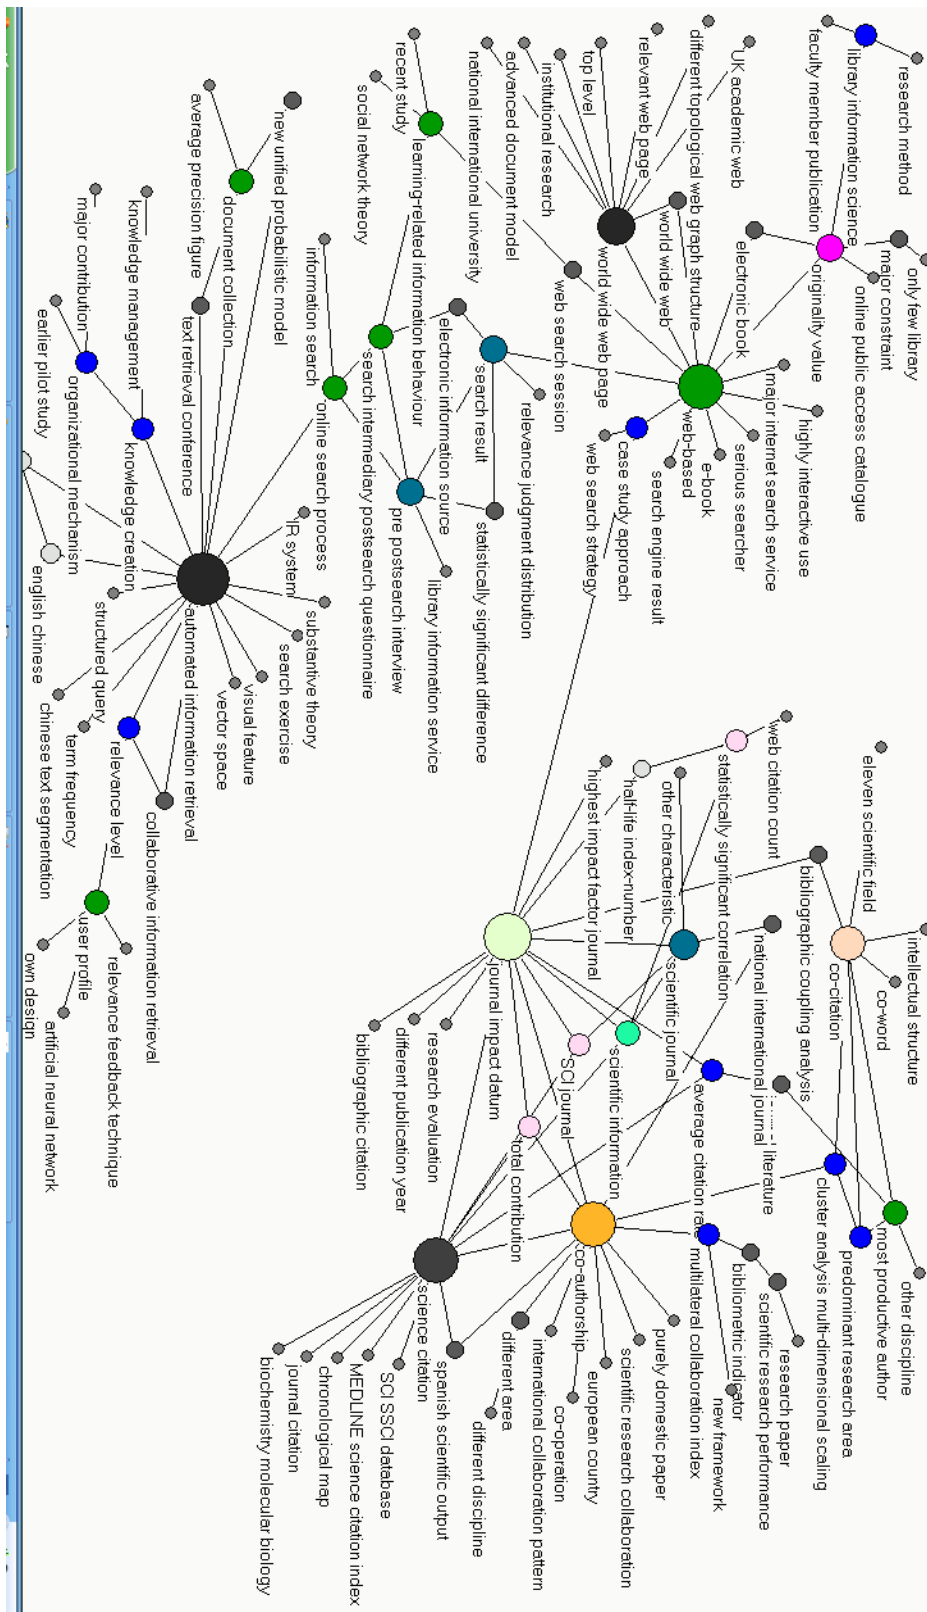 research method
library information science
faculty member publication
only few library
major constraint
online public access catalogue
originality value
electronic book
UK academic web
different topological web graph structure
relevant web page
top level
institutional research
advanced document model
national international university
world wide web
world wide web page
web search session
recent study
social network theory
learning-related information behaviour
electronic information source
search result
relevance judgment distribution
statistically significant difference
search intermediary postsearch questionnaire
pre postsearch interview
library information service
highly interactive use
major internet search service
serious searcher
e-book
web-based
search engine result
case study approach
web search strategy
new unified probabilistic model
average precision figure
document collection
text retrieval conference
information search
online search process
knowledge management
major contribution
earlier pilot study
organizational mechanism
knowledge creation
english chinese
IR system
substantive theory
search exercise
visual feature
vector space
automated information retrieval
structured query
term frequency
chinese text segmentation
relevance level
collaborative information retrieval
user profile
relevance feedback technique
artificial neural network
own design
web citation count
statistically significant correlation
other characteristic
half-life index-number
highest impact factor journal
eleven scientific field
bibliographic coupling analysis
intellectual structure
co-word
co-citation
national international journal
literature
scientific journal
scientific information
SCI journal
average citation rate
journal impact datum
research evaluation
different publication year
bibliographic citation
total contribution
cluster analysis multi-dimensional scaling
predominant research area
most productive author
other discipline
research paper
scientific research performance
bibliometric indicator
new framework
multilateral collaboration index
purely domestic paper
scientific research collaboration
european country
co-operation
co-authorship
international collaboration pattern
different area
different discipline
spanish scientific output
science citation
SCI SSCI database
MEDLINE science citation index
chronological map
journal citation
biochemistry molecular biology